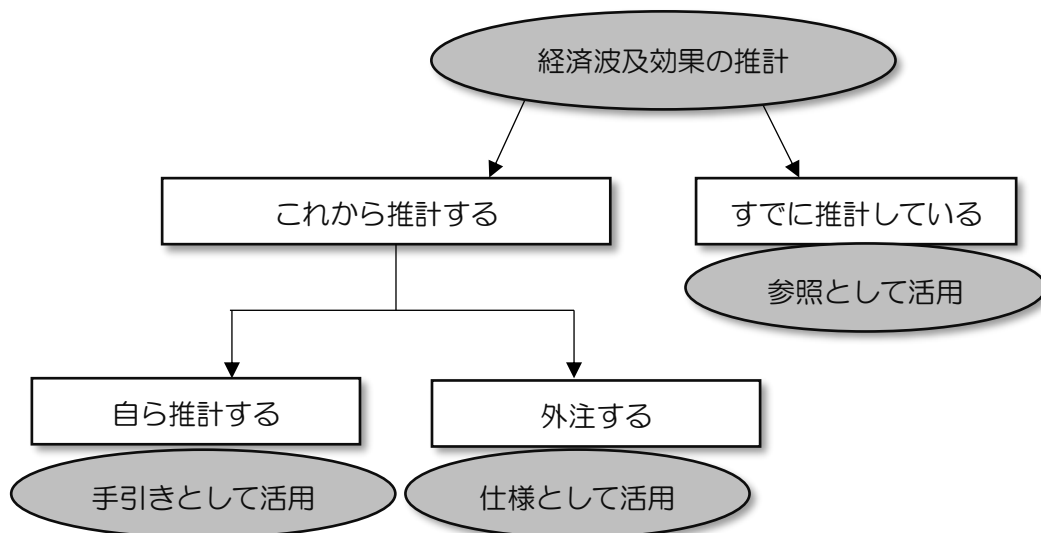 経済波及効果の推計
これから推計する
すでに推計している
参照として活用
自ら推計する
外注する
手引きとして活用
仕様として活用